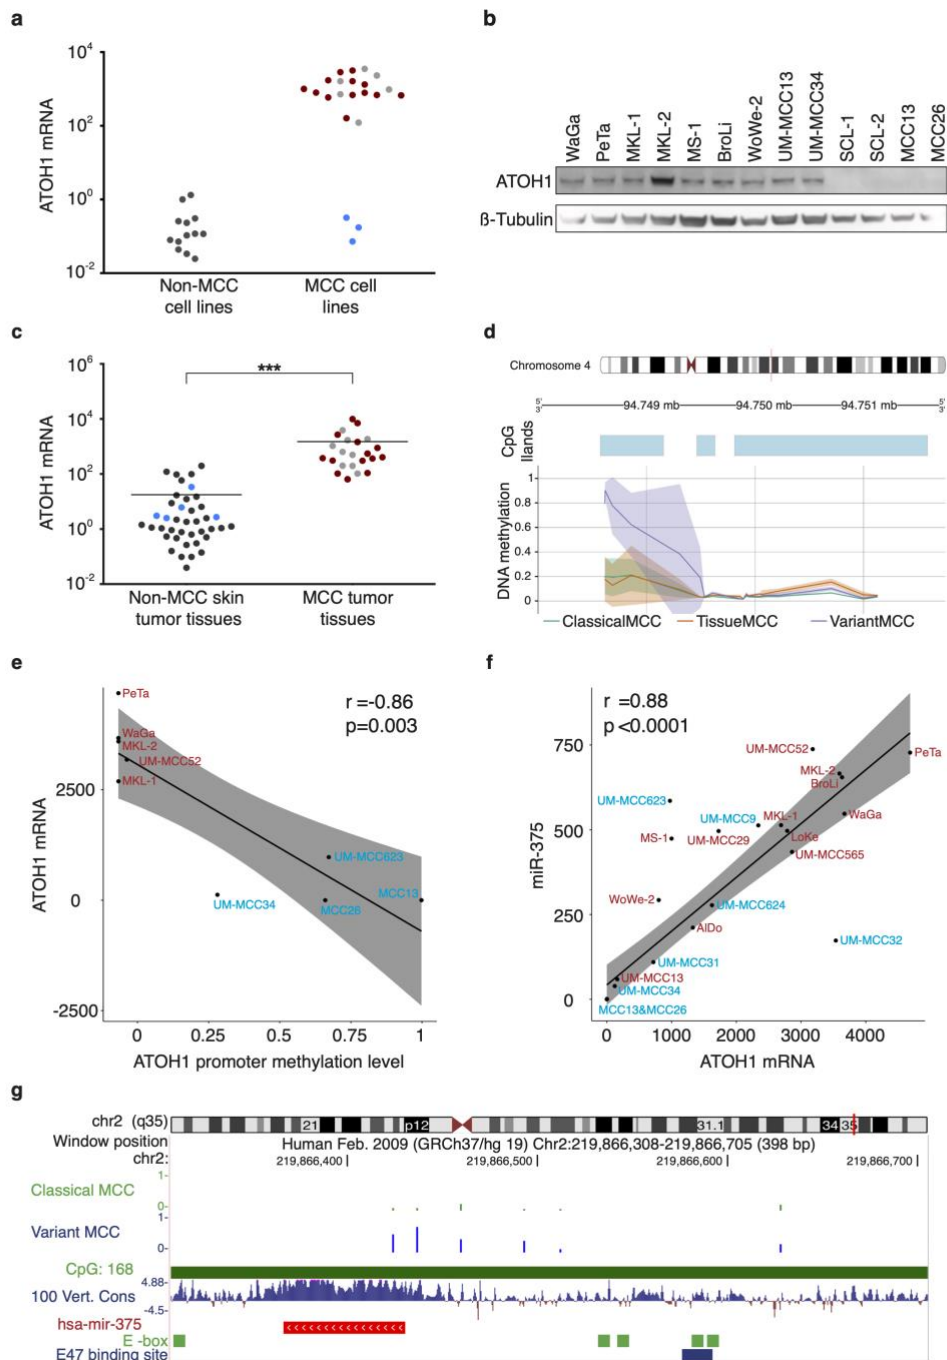 a
10⁴
10²
10⁰
10⁻²
ATOH1 mRNA
Non-MCC
cell lines
MCC cell
lines
b
WaGa
PeTa
MKL-1
MKL-2
MS-1
BroLi
WoWe-2
UM-MCC13
UM-MCC34
SCL-1
SCL-2
MCC13
MCC26
ATOH1
ß-Tubulin
c
10⁶
10⁴
10²
10⁰
10⁻²
ATOH1 mRNA
***
Non-MCC skin
tumor tissues
MCC tumor
tissues
d
Chromosome 4
5'
3'
94.749 mb
94.750 mb
94.751 mb
5'
3'
CpG
Ilands
DNA methylation
1
0.8
0.6
0.4
0.2
0
ClassicalMCC
TissueMCC
VariantMCC
e
r =-0.86
p=0.003
PeTa
WaGa
MKL-2
UM-MCC52
MKL-1
UM-MCC623
UM-MCC34
MCC26
MCC13
2500
0
-2500
ATOH1 mRNA
0
0.25
0.5
0.75
1
ATOH1 promoter methylation level
f
r =0.88
p <0.0001
750
500
250
0
miR-375
UM-MCC52
PeTa
MKL-2
BroLi
UM-MCC623
UM-MCC9
MKL-1
WaGa
MS-1
UM-MCC29
LoKe
UM-MCC565
WoWe-2
UM-MCC624
AlDo
UM-MCC32
UM-MCC31
UM-MCC13
UM-MCC34
MCC13&MCC26
0
1000
2000
3000
4000
ATOH1 mRNA
g
chr2 (q35)
21
p12
31.1
34
35
Window position
Human Feb. 2009 (GRCh37/hg 19) Chr2:219,866,308-219,866,705 (398 bp)
chr2:
219,866,400
219,866,500
219,866,600
219,866,700
Classical MCC
1
0-
Variant MCC
1
0-
CpG: 168
100 Vert. Cons
4.88-
-4.5-
hsa-mir-375
E -box
E47 binding site